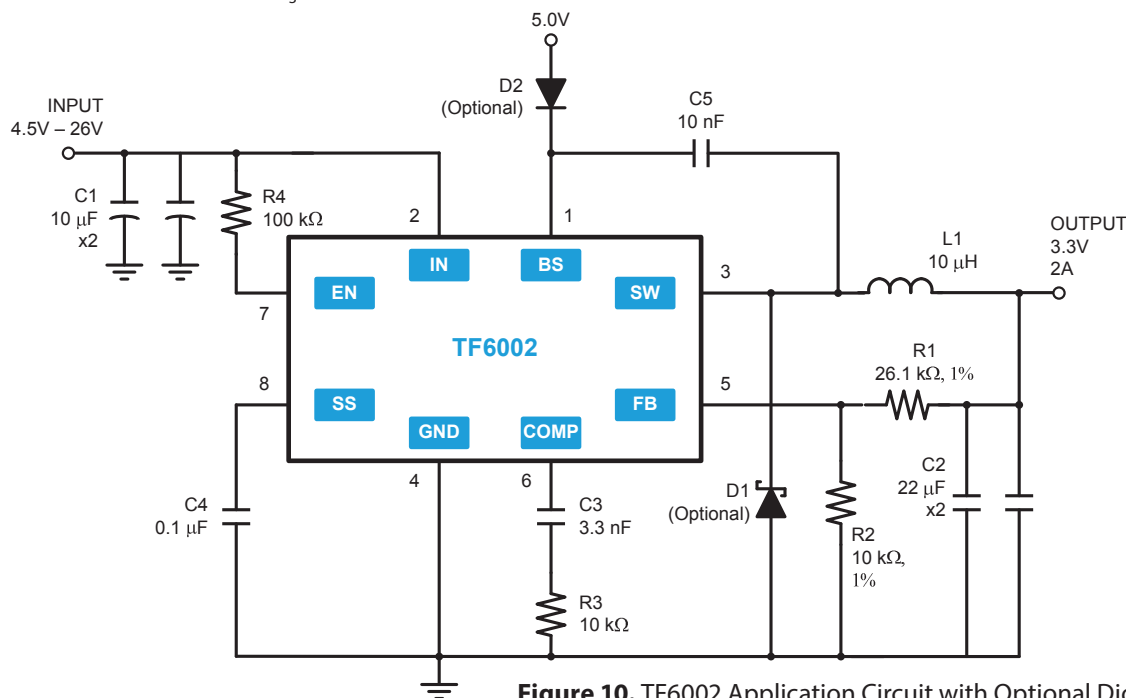 5.0V
D2
(Optional)
C5
10 nF
INPUT
4.5V – 26V
C1
10 μF
x2
R4
100 kΩ
2
1
IN
BS
EN
SW
3
L1
10 μH
OUTPUT
3.3V
2A
7
TF6002
R1
26.1 kΩ, 1%
8
SS
FB
5
GND
COMP
4
6
C4
0.1 μF
C3
3.3 nF
D1
(Optional)
R2
10 kΩ,
1%
C2
22 μF
x2
R3
10 kΩ
Figure 10. TF6002 Application Circuit with Optional